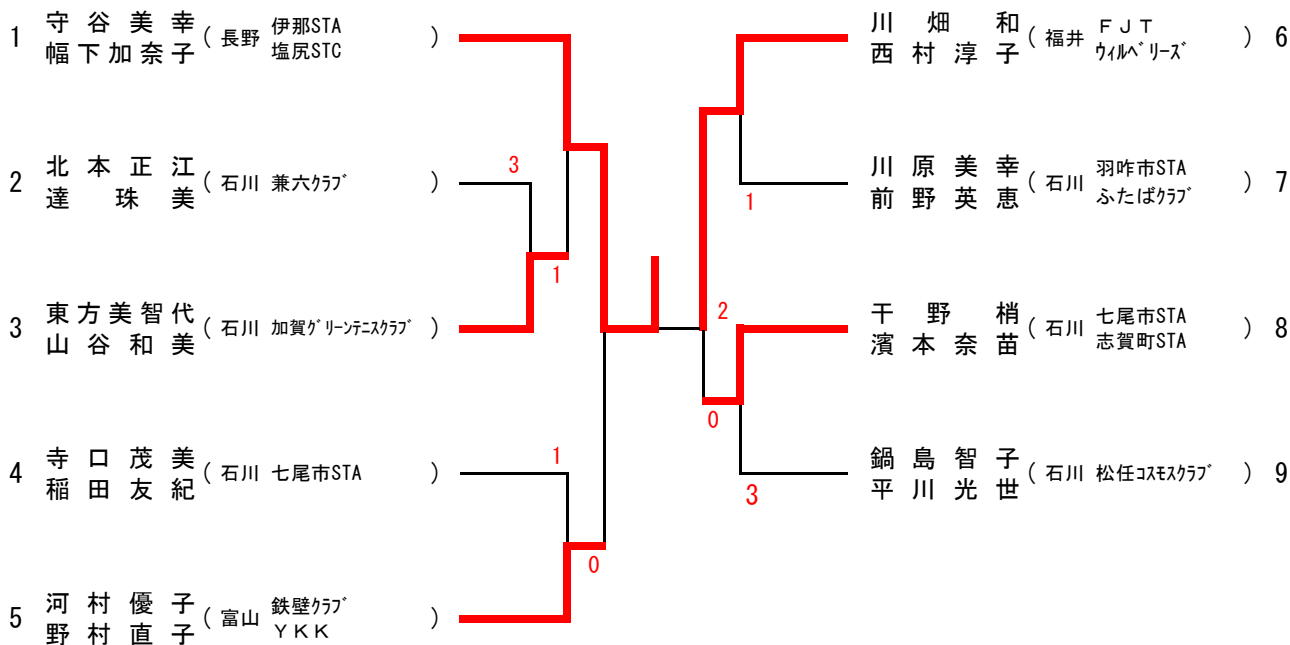 1 守谷美幸 幅下加奈子 (長野 伊那STA 塩尻STC)
2 北本正江 達珠美 (石川 兼六ｸﾗﾌﾞ)
3 東方美智代 山谷和美 (石川 加賀ｸﾞﾘｰﾝﾃﾆｽｸﾗﾌﾞ)
4 寺口茂美 稲田友紀 (石川 七尾市STA)
5 河村優子 野村直子 (富山 鉄壁ｸﾗﾌﾞ ＹＫＫ)
3
1
1
0
2
1
0
3
川畑和 西村淳子 (福井 ＦＪＴ ｳｨﾙﾍﾞﾘｰｽﾞ) 6
川原美幸 前野英恵 (石川 羽咋市STA ふたばｸﾗﾌﾞ) 7
干野梢 濱本奈苗 (石川 七尾市STA 志賀町STA) 8
鍋島智子 平川光世 (石川 松任ｺｽﾓｽｸﾗﾌﾞ) 9